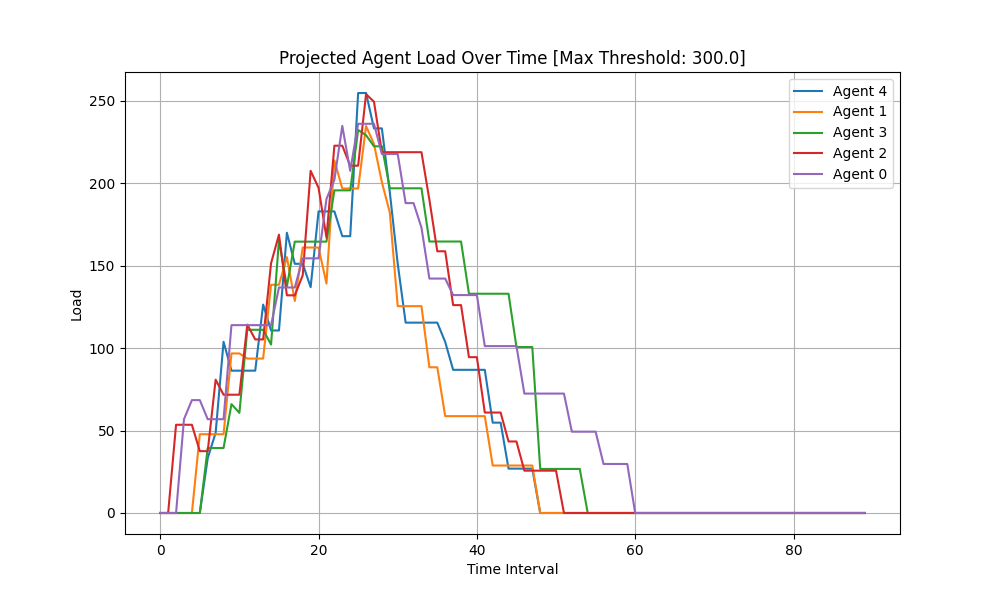 Projected Agent Load Over Time [Max Threshold: 300.0]
Load
250
200
150
100
50
0
0 20 40 60 80
Time Interval
Agent 4
Agent 1
Agent 3
Agent 2
Agent 0